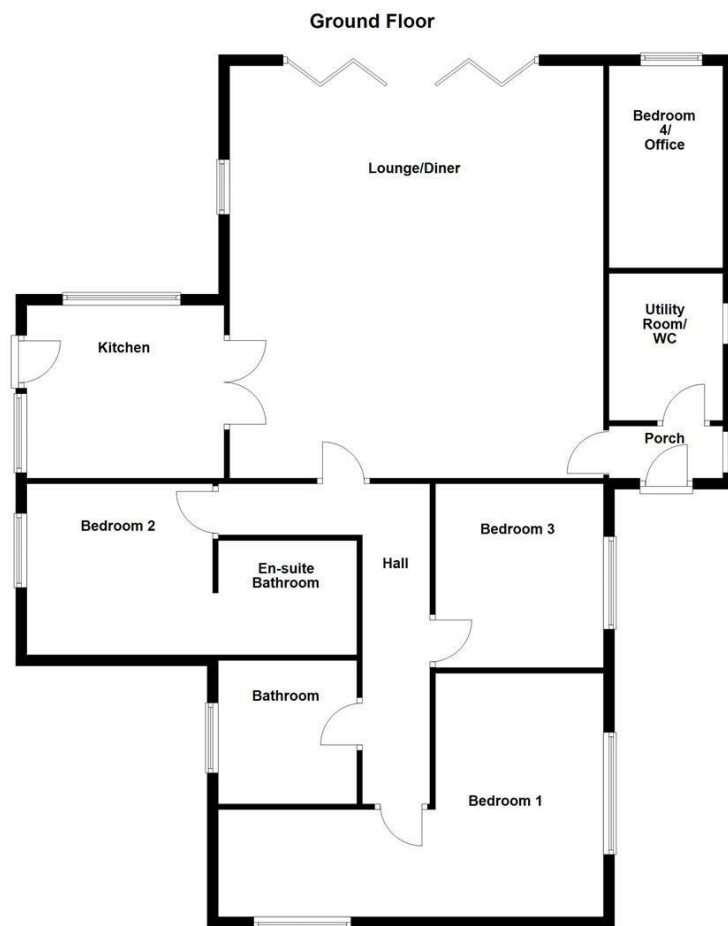 Ground Floor
Bedroom
4/
Office
Lounge/Diner
Utility
Room/
WC
Kitchen
Porch
Bedroom 2
Bedroom 3
En-suite
Bathroom
Hall
Bathroom
Bedroom 1